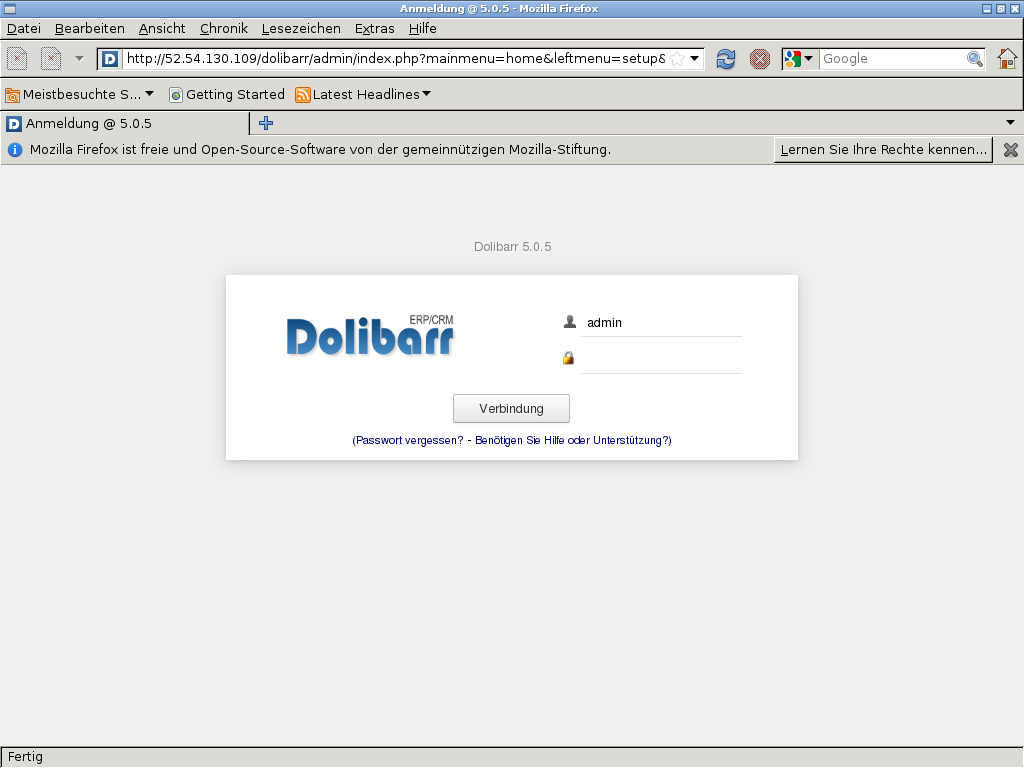 Anmeldung @ 5.0.5 - Mozilla Firefox
Datei Bearbeiten Ansicht Chronik Lesezeichen Extras Hilfe
http://52.54.130.109/dolibarr/admin/index.php?mainmenu=home&leftmenu=setup& Google
Meistbesuchte S... Getting Started Latest Headlines
Anmeldung @ 5.0.5
Mozilla Firefox ist freie und Open-Source-Software von der gemeinnützigen Mozilla-Stiftung. Lernen Sie Ihre Rechte kennen...
Dolibarr 5.0.5
ERP/CRM
Dolibarr
admin
Verbindung
(Passwort vergessen? - Benötigen Sie Hilfe oder Unterstützung?)
Fertig